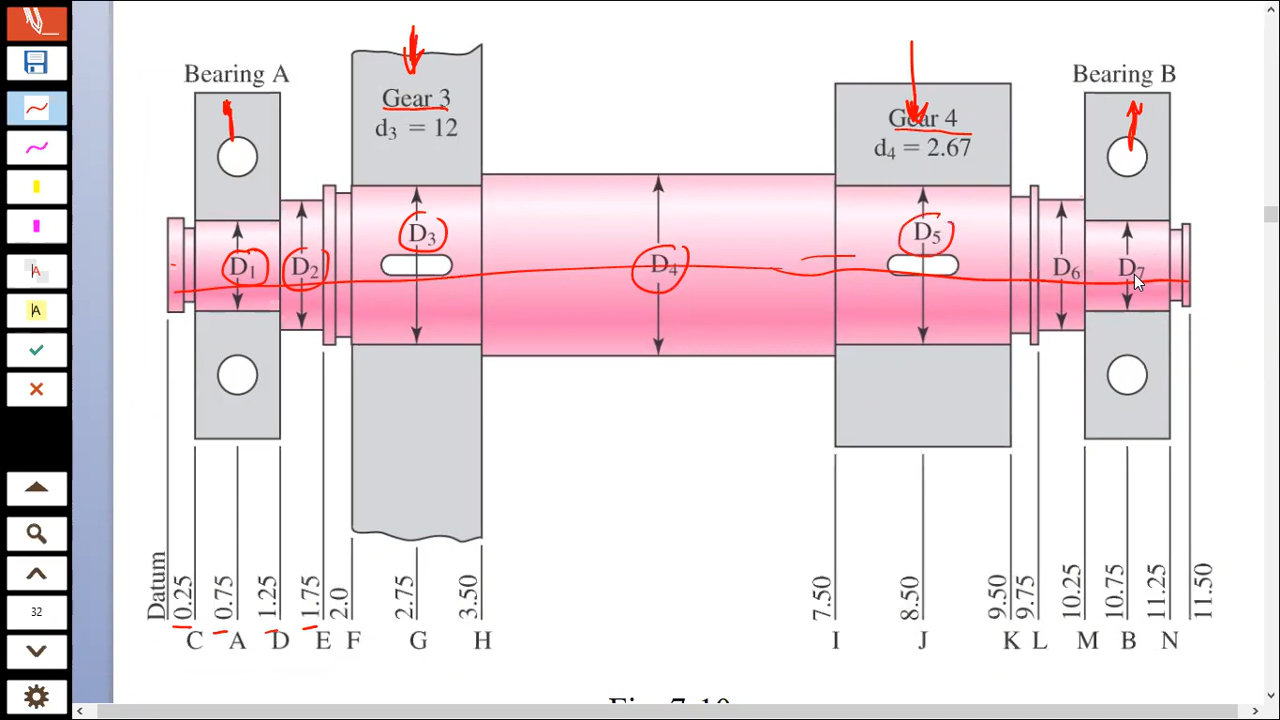 Bearing A
Gear 3
d₃ = 12
Gear 4
d₄ = 2.67
Bearing B
D₁
D₂
D₃
D₄
D₅
D₆
D₇
Datum
0.25
0.75
1.25
1.75
2.0
2.75
3.50
7.50
8.50
9.50
9.75
10.25
10.75
11.25
11.50
C A D E F G H I J K L M B N
A
A
32